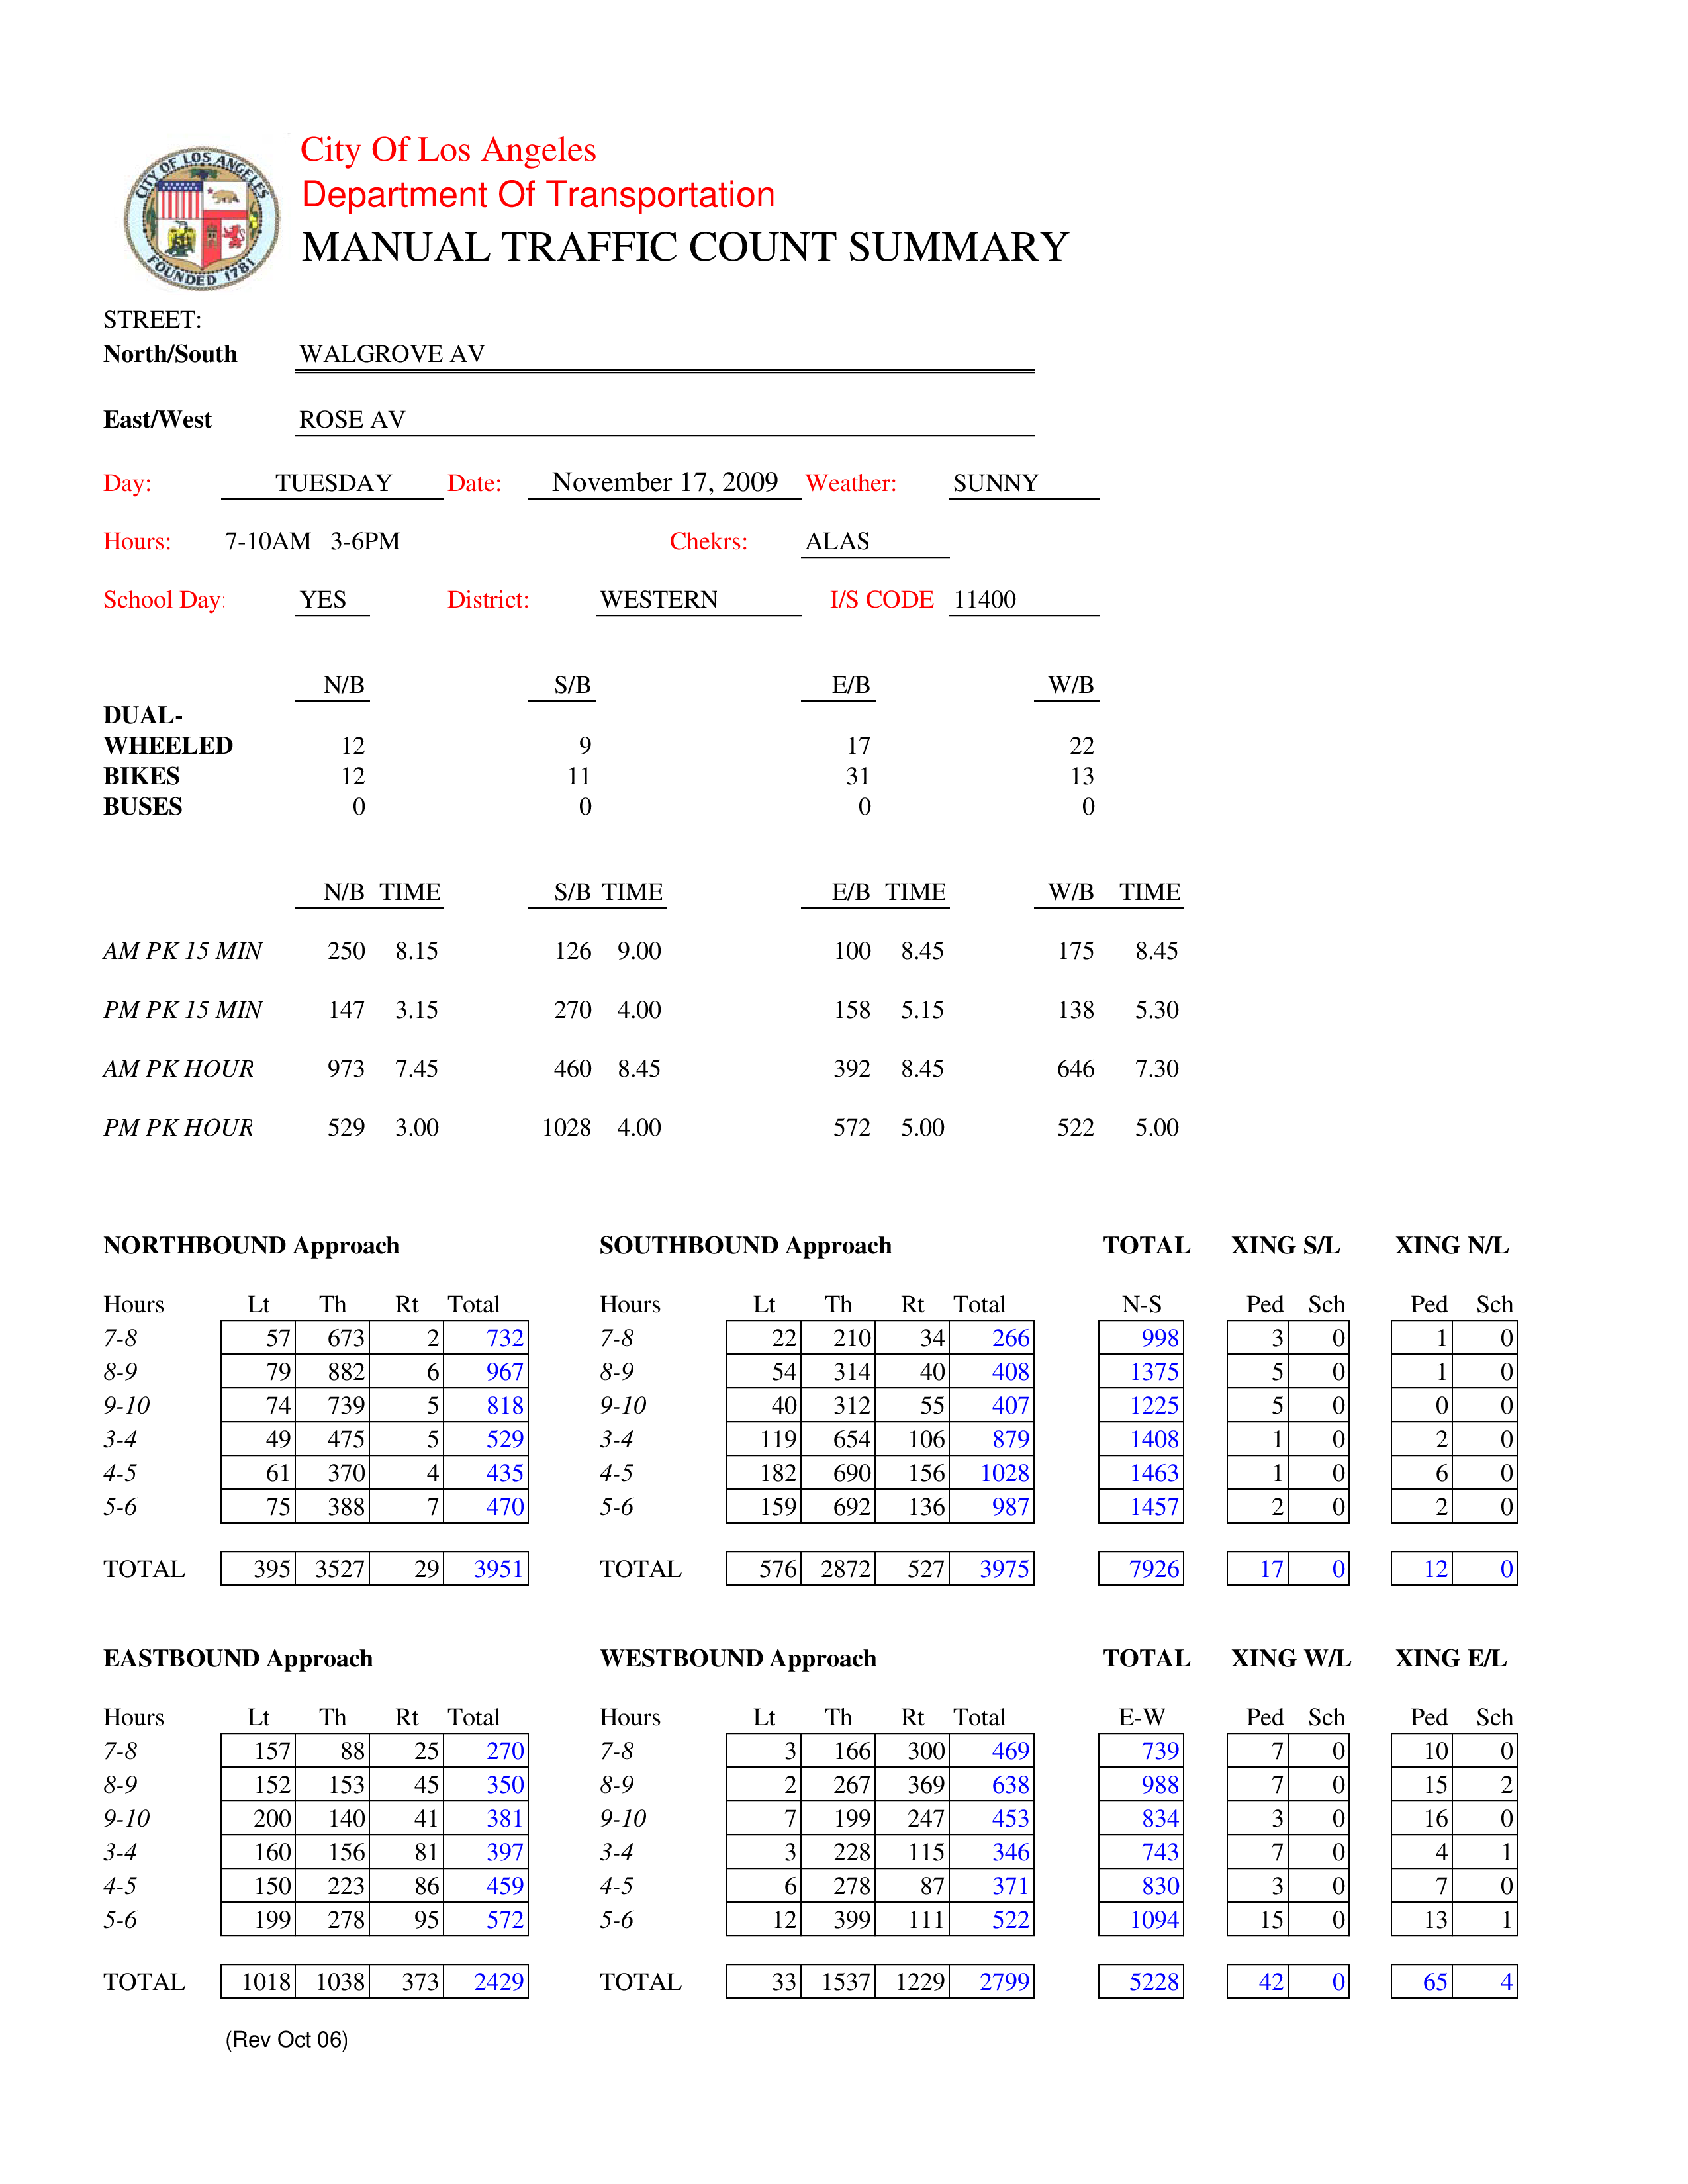 CITY OF LOS ANGELES
FOUNDED 1781
City Of Los Angeles
Department Of Transportation
MANUAL TRAFFIC COUNT SUMMARY
STREET:
North/South WALGROVE AV
East/West ROSE AV
Day: TUESDAY Date: November 17, 2009 Weather: SUNNY
Hours: 7-10AM 3-6PM Chekrs: ALAS
School Day: YES District: WESTERN I/S CODE 11400
N/B S/B E/B W/B
DUAL-
WHEELED 12 9 17 22
BIKES 12 11 31 13
BUSES 0 0 0 0
N/B TIME S/B TIME E/B TIME W/B TIME
AM PK 15 MIN 250 8.15 126 9.00 100 8.45 175 8.45
PM PK 15 MIN 147 3.15 270 4.00 158 5.15 138 5.30
AM PK HOUR 973 7.45 460 8.45 392 8.45 646 7.30
PM PK HOUR 529 3.00 1028 4.00 572 5.00 522 5.00
NORTHBOUND Approach SOUTHBOUND Approach TOTAL XING S/L XING N/L
Hours Lt Th Rt Total Hours Lt Th Rt Total N-S Ped Sch Ped Sch
7-8 57 673 2 732 7-8 22 210 34 266 998 3 0 1 0
8-9 79 882 6 967 8-9 54 314 40 408 1375 5 0 1 0
9-10 74 739 5 818 9-10 40 312 55 407 1225 5 0 0 0
3-4 49 475 5 529 3-4 119 654 106 879 1408 1 0 2 0
4-5 61 370 4 435 4-5 182 690 156 1028 1463 1 0 6 0
5-6 75 388 7 470 5-6 159 692 136 987 1457 2 0 2 0
TOTAL 395 3527 29 3951 TOTAL 576 2872 527 3975 7926 17 0 12 0
EASTBOUND Approach WESTBOUND Approach TOTAL XING W/L XING E/L
Hours Lt Th Rt Total Hours Lt Th Rt Total E-W Ped Sch Ped Sch
7-8 157 88 25 270 7-8 3 166 300 469 739 7 0 10 0
8-9 152 153 45 350 8-9 2 267 369 638 988 7 0 15 2
9-10 200 140 41 381 9-10 7 199 247 453 834 3 0 16 0
3-4 160 156 81 397 3-4 3 228 115 346 743 7 0 4 1
4-5 150 223 86 459 4-5 6 278 87 371 830 3 0 7 0
5-6 199 278 95 572 5-6 12 399 111 522 1094 15 0 13 1
TOTAL 1018 1038 373 2429 TOTAL 33 1537 1229 2799 5228 42 0 65 4
(Rev Oct 06)